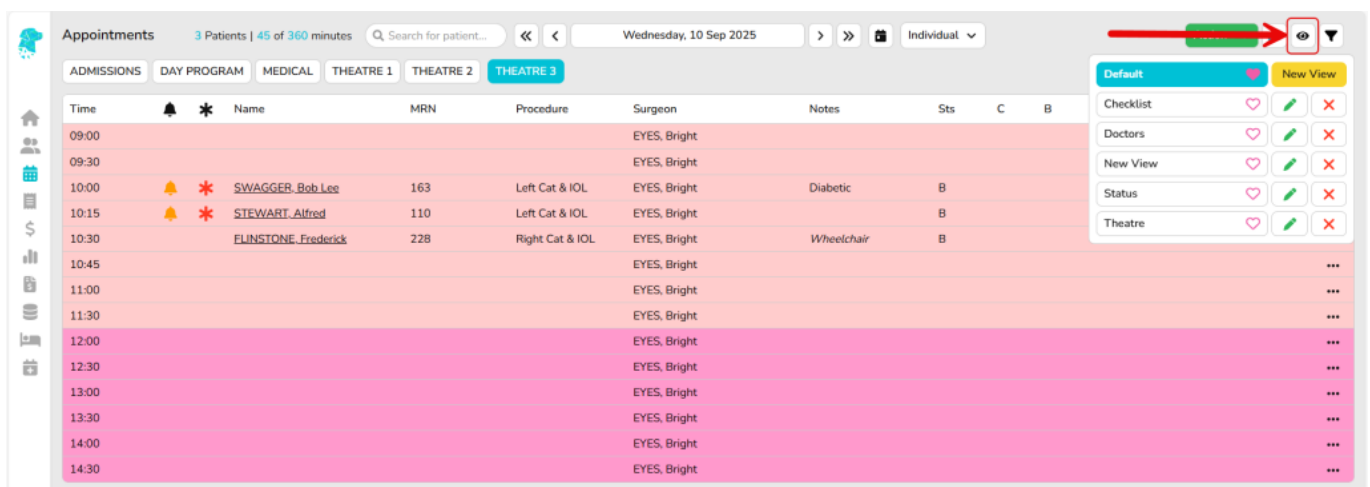 Appointments 3 Patients | 45 of 360 minutes Search for patient... Wednesday, 10 Sep 2025 Individual
ADMISSIONS DAY PROGRAM MEDICAL THEATRE 1 THEATRE 2 THEATRE 3
Default New View
Checklist
Doctors
New View
Status
Theatre
Time Name MRN Procedure Surgeon Notes Sts C B
09:00 EYES, Bright
09:30 EYES, Bright
10:00 SWAGGER, Bob Lee 163 Left Cat & IOL EYES, Bright Diabetic B
10:15 STEWART, Alfred 110 Left Cat & IOL EYES, Bright B
10:30 FLINSTONE, Frederick 228 Right Cat & IOL EYES, Bright Wheelchair B
10:45 EYES, Bright
11:00 EYES, Bright
11:30 EYES, Bright
12:00 EYES, Bright
12:30 EYES, Bright
13:00 EYES, Bright
13:30 EYES, Bright
14:00 EYES, Bright
14:30 EYES, Bright